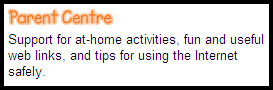 Parent Centre
Support for at-home activities, fun and useful
web links, and tips for using the Internet
safely.